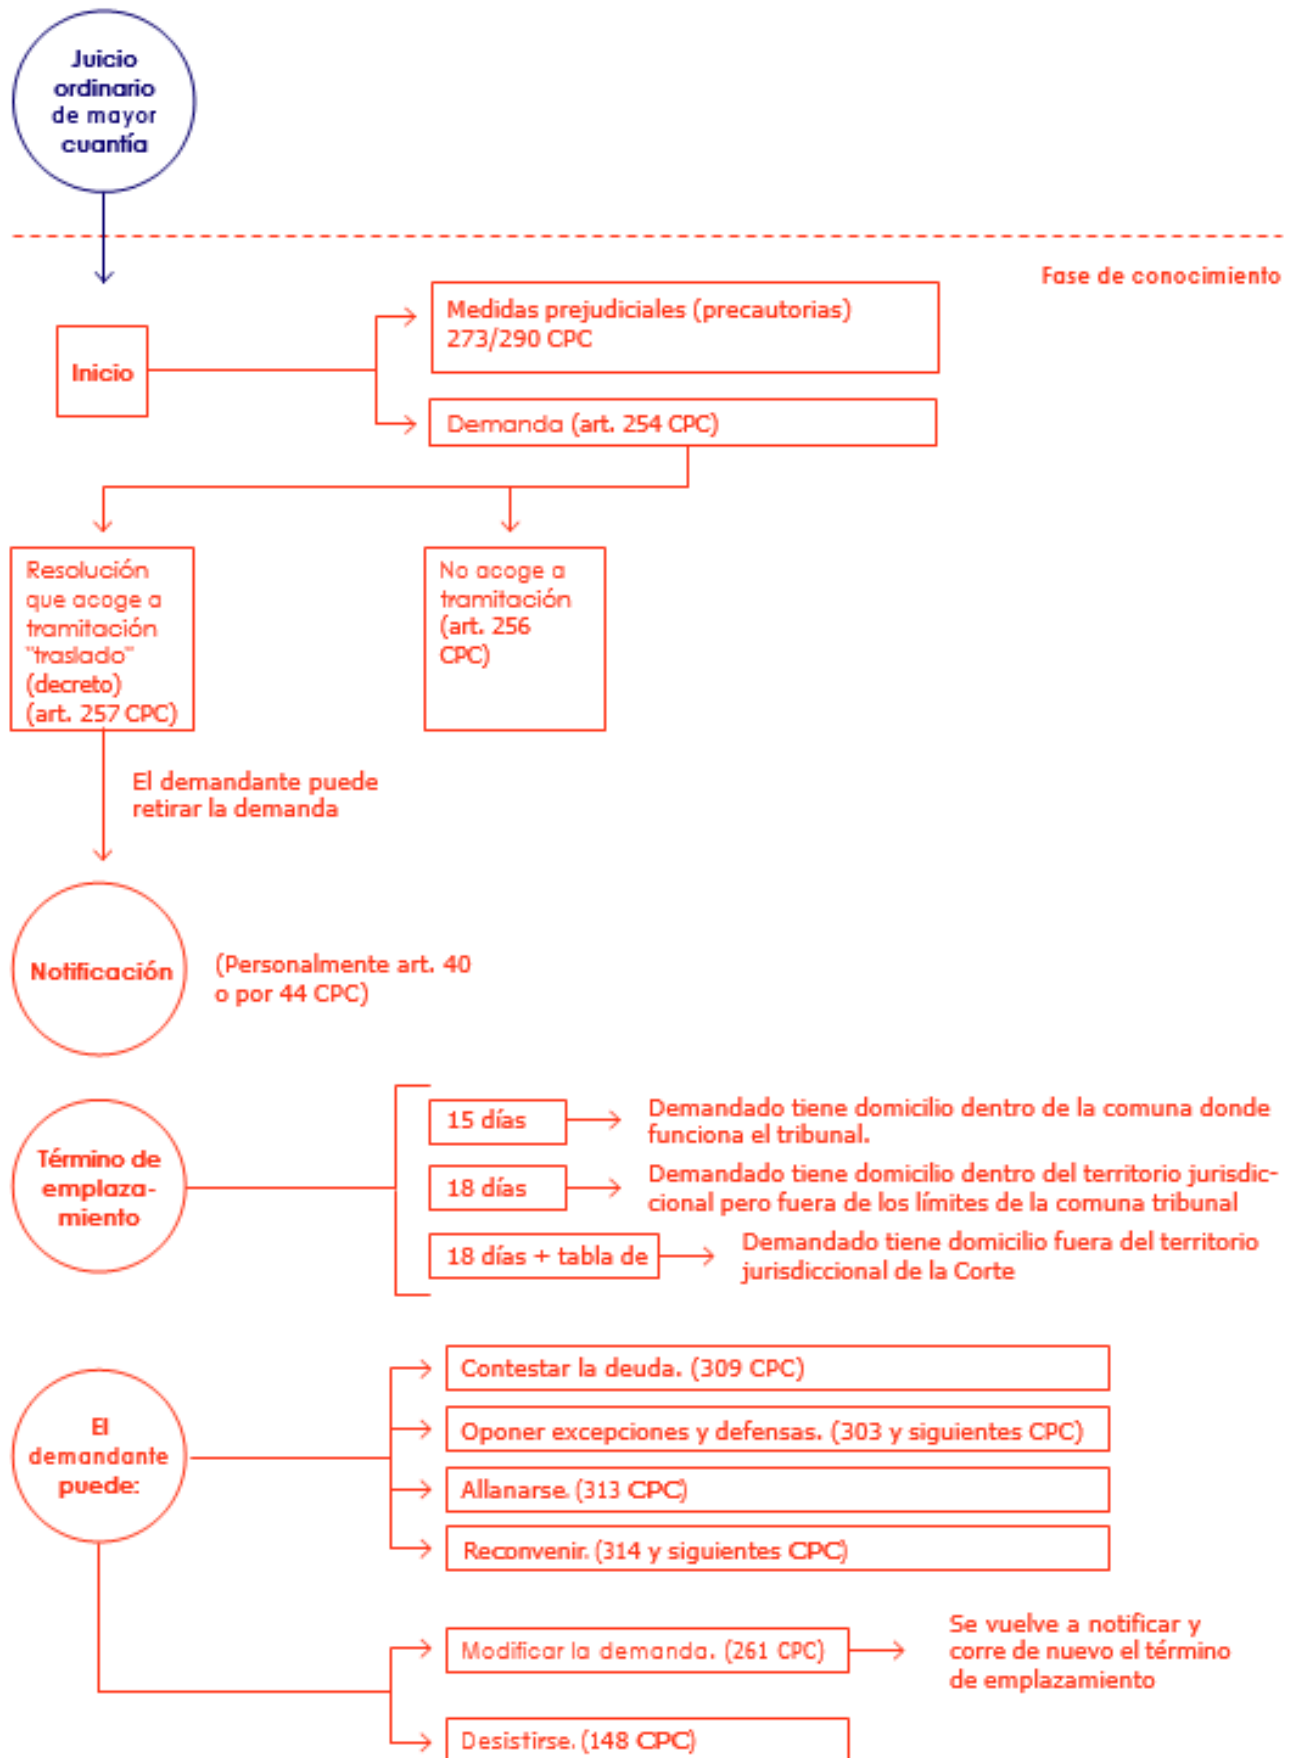 Juicio
ordinario
de mayor
cuantía
Fase de conocimiento
Inicio
Medidas prejudiciales (precautorias)
273/290 CPC
Demanda (art. 254 CPC)
Resolución
que acoge a
tramitación
"traslado"
(decreto)
(art. 257 CPC)
No acoge a
tramitación
(art. 256
CPC)
El demandante puede
retirar la demanda
Notificación
(Personalmente art. 40
o por 44 CPC)
Término de
emplaza-
miento
15 días
Demandado tiene domicilio dentro de la comuna donde
funciona el tribunal.
18 días
Demandado tiene domicilio dentro del territorio jurisdic-
cional pero fuera de los límites de la comuna tribunal
18 días + tabla de
Demandado tiene domicilio fuera del territorio
jurisdiccional de la Corte
El
demandante
puede:
Contestar la deuda. (309 CPC)
Oponer excepciones y defensas. (303 y siguientes CPC)
Allanarse. (313 CPC)
Reconvenir. (314 y siguientes CPC)
Modificar la demanda. (261 CPC)
Se vuelve a notificar y
corre de nuevo el término
de emplazamiento
Desistirse. (148 CPC)